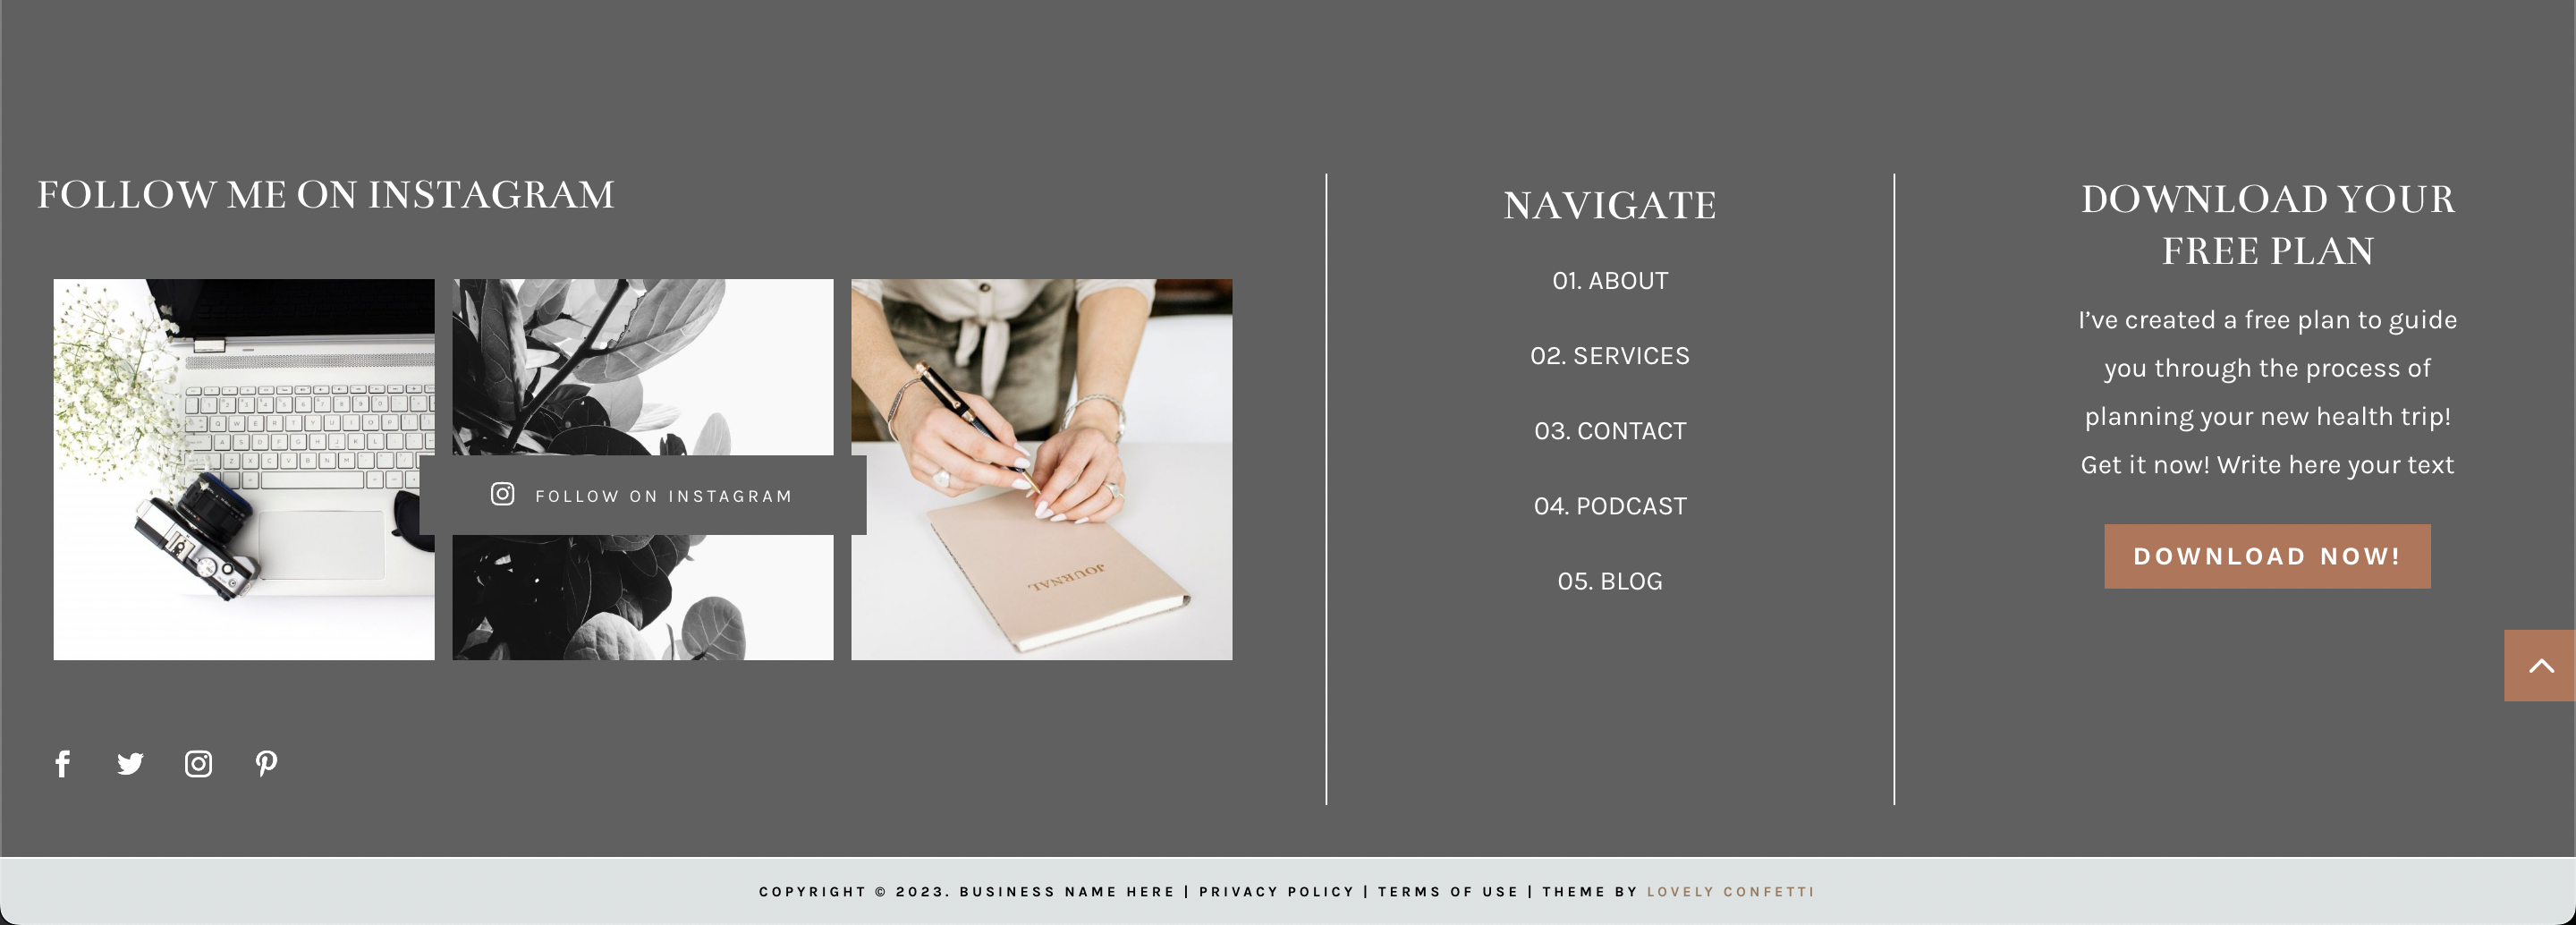 FOLLOW ME ON INSTAGRAM
FOLLOW ON INSTAGRAM
JOURNAL
NAVIGATE
01. ABOUT
02. SERVICES
03. CONTACT
04. PODCAST
05. BLOG
DOWNLOAD YOUR
FREE PLAN
I’ve created a free plan to guide
you through the process of
planning your new health trip!
Get it now! Write here your text
DOWNLOAD NOW!
COPYRIGHT © 2023. BUSINESS NAME HERE | PRIVACY POLICY | TERMS OF USE | THEME BY LOVELY CONFETTI